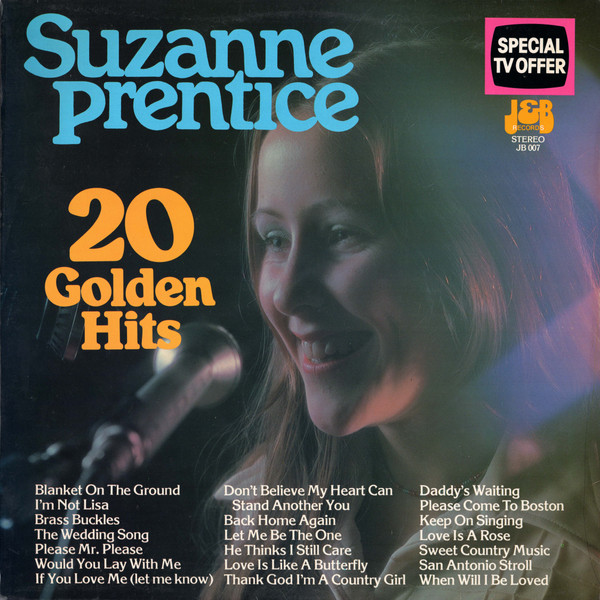 Suzanne
Prentice
SPECIAL
TV OFFER
J&B
RECORDS
STEREO
JB 007
20
Golden
Hits
Blanket On The Ground
I'm Not Lisa
Brass Buckles
The Wedding Song
Please Mr. Please
Would You Lay With Me
If You Love Me (let me know)
Don't Believe My Heart Can
Stand Another You
Back Home Again
Let Me Be The One
He Thinks I Still Care
Love Is Like A Butterfly
Thank God I'm A Country Girl
Daddy's Waiting
Please Come To Boston
Keep On Singing
Love Is A Rose
Sweet Country Music
San Antonio Stroll
When Will I Be Loved